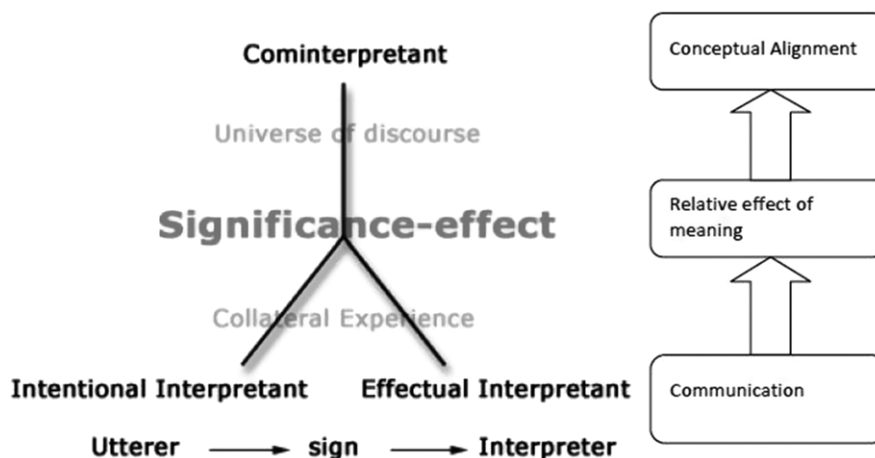 Cominterpretant
Universe of discourse
Significance-effect
Collateral Experience
Intentional Interpretant
Effectual Interpretant
Utterer
sign
Interpreter
Conceptual Alignment
Relative effect of
meaning
Communication